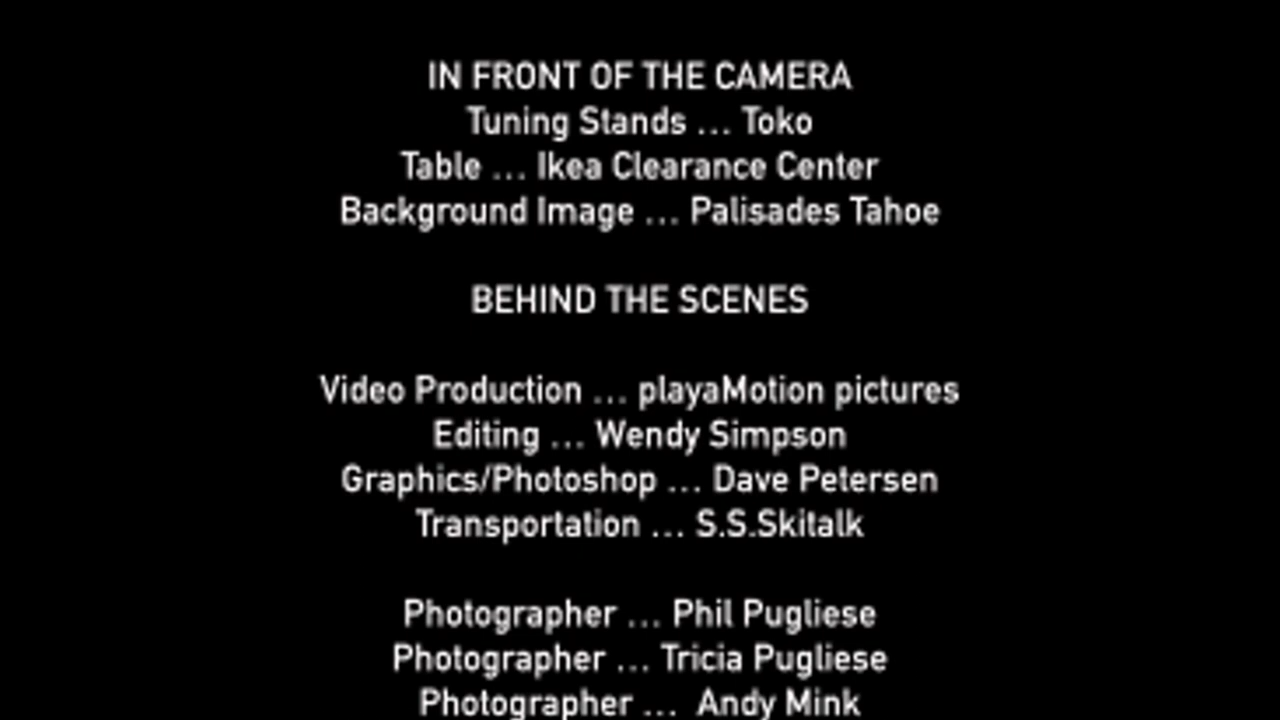 IN FRONT OF THE CAMERA
Tuning Stands ... Toko
Table ... Ikea Clearance Center
Background Image ... Palisades Tahoe
BEHIND THE SCENES
Video Production ... playaMotion pictures
Editing ... Wendy Simpson
Graphics/Photoshop ... Dave Petersen
Transportation ... S.S.Skitalk
Photographer ... Phil Pugliese
Photographer ... Tricia Pugliese
Photographer ... Andy Mink